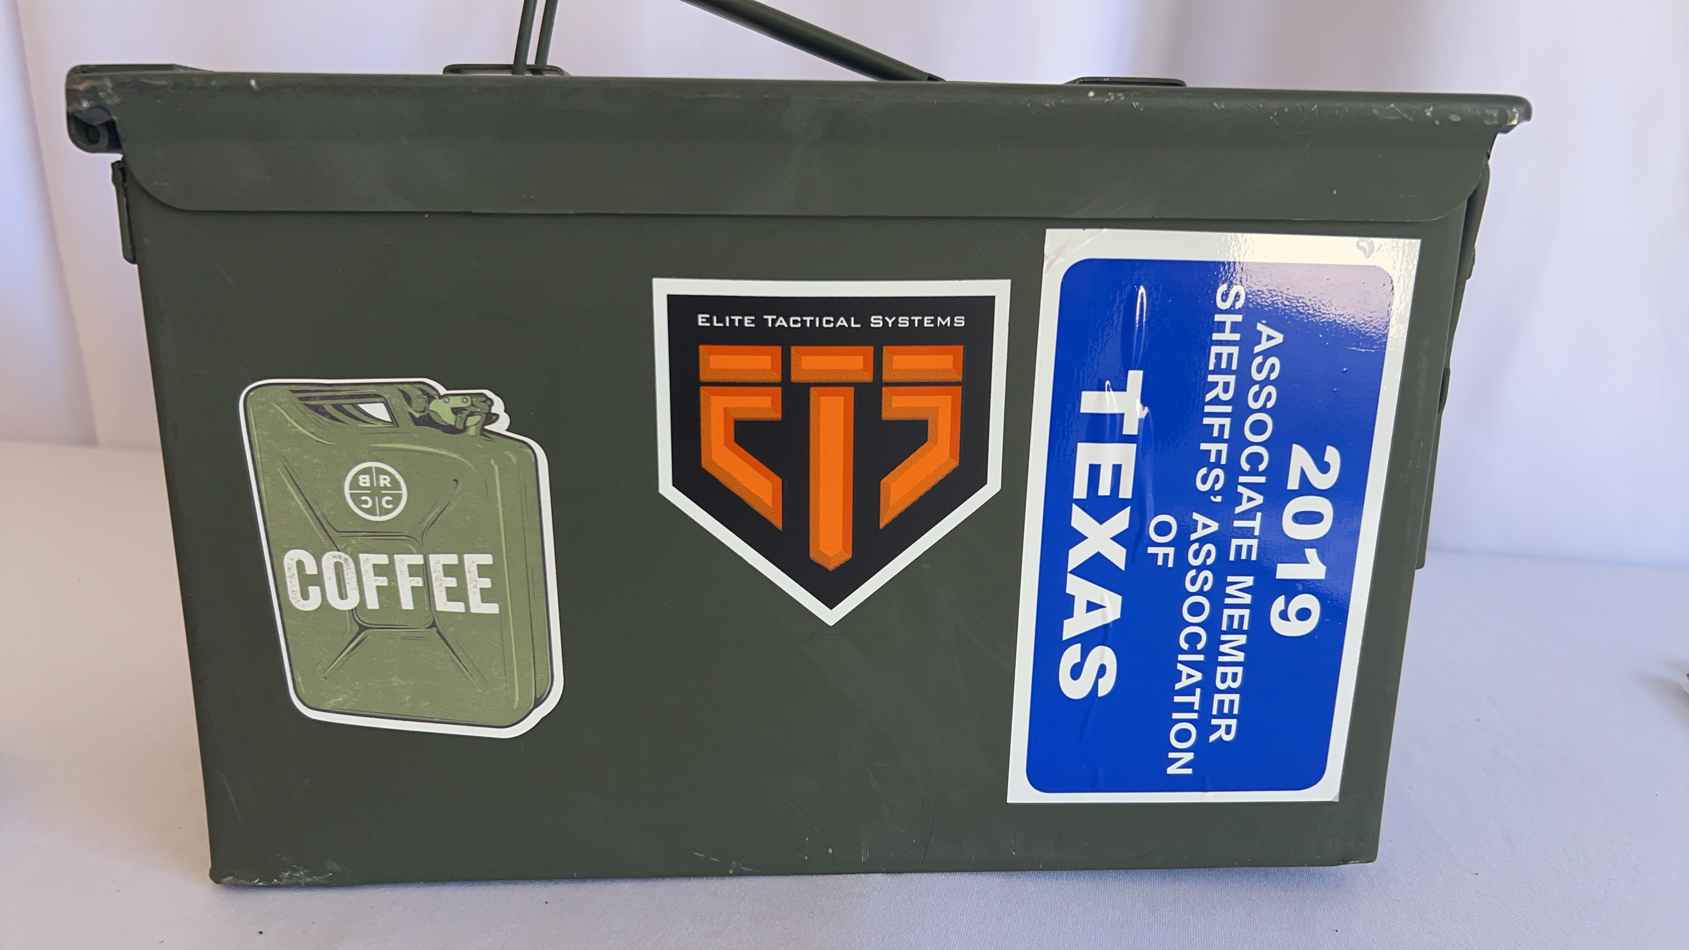 B R
C C
COFFEE
ELITE TACTICAL SYSTEMS
ETS
2019
ASSOCIATE MEMBER
SHERIFFS' ASSOCIATION
OF
TEXAS